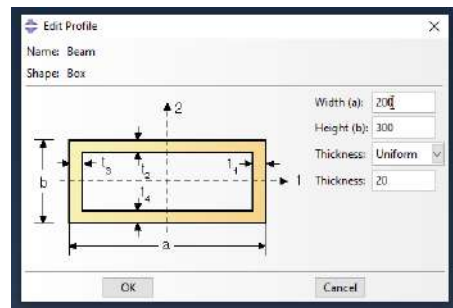 Edit Profile
Name: Beam
Shape: Box
2
Width (a): 200
Height (b): 300
Thickness: Uniform
Thickness: 20
b
t3
t2
t1
t4
1
a
OK Cancel